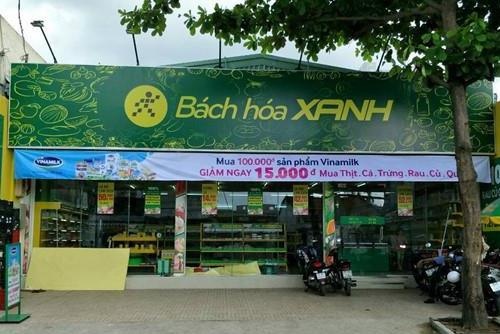 Bách hóa XANH
Mua 100.000đ sản phẩm Vinamilk
GIẢM NGAY 15.000đ Mua Thịt, Cá, Trứng, Rau, Củ,
VINAMILK